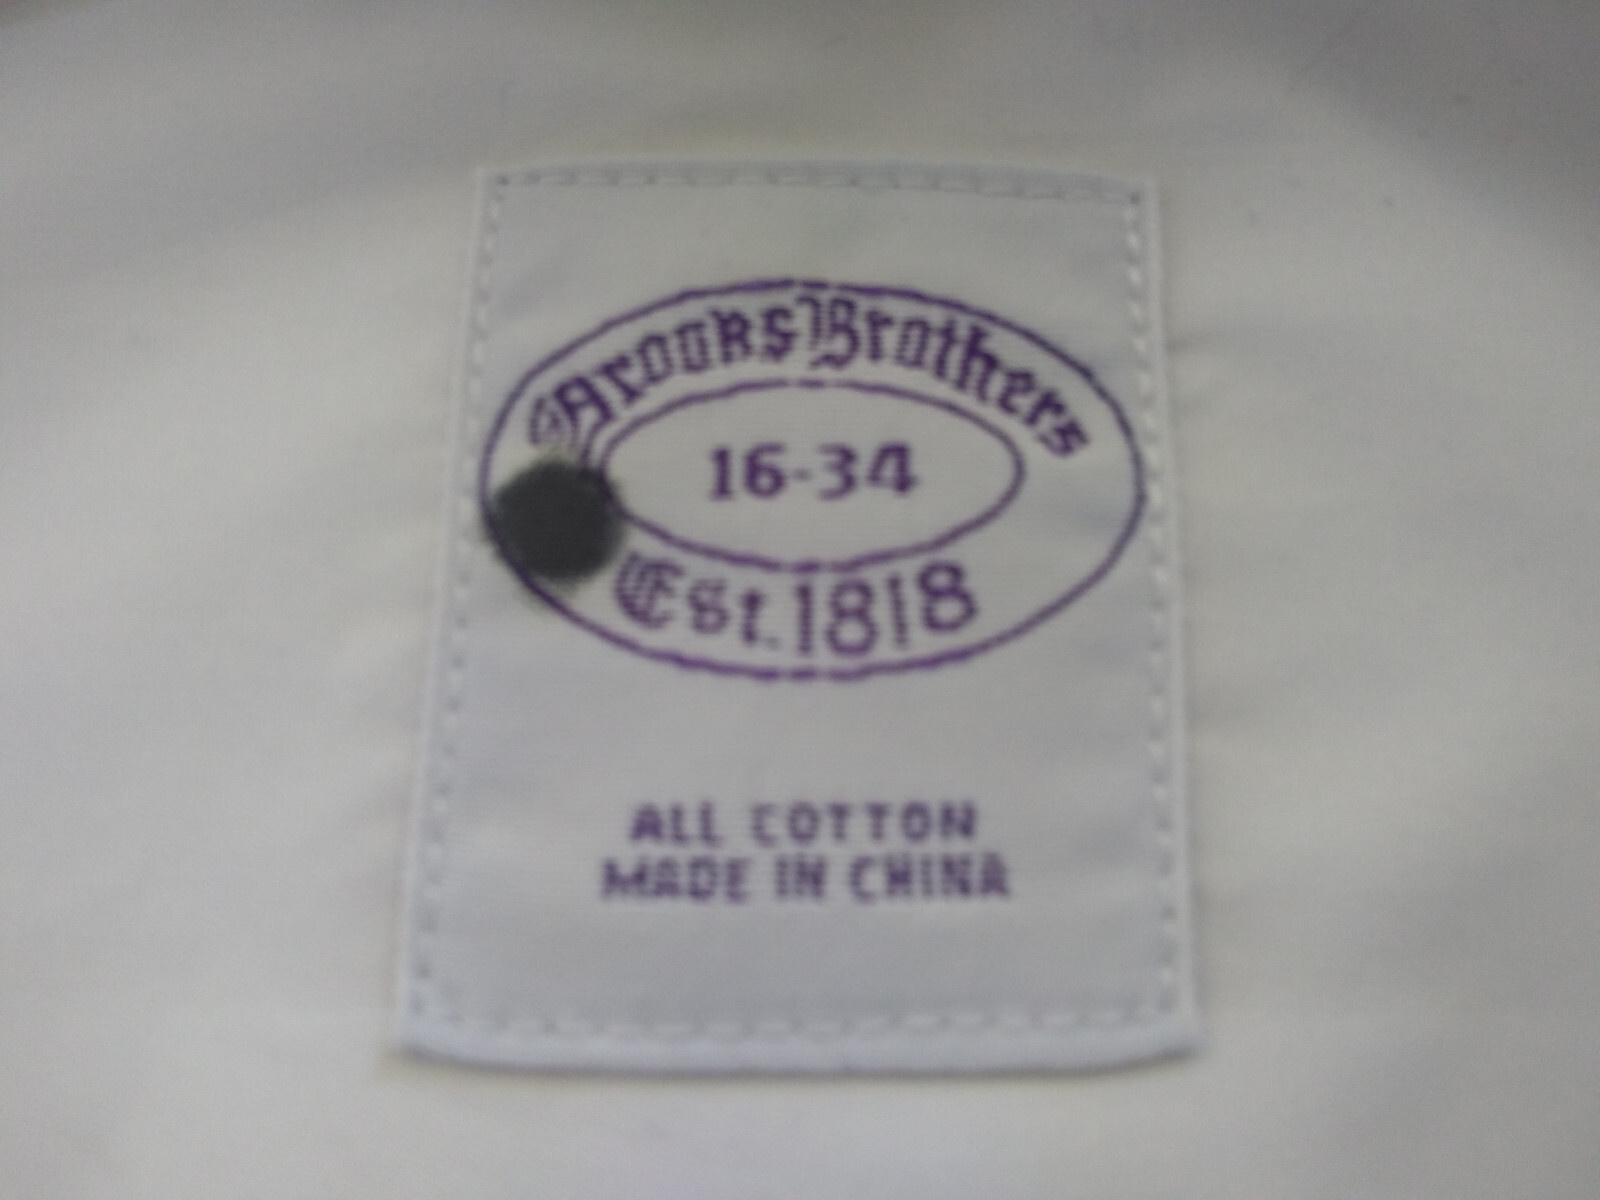 Brooks Brothers
16-34
Est. 1818
ALL COTTON
MADE IN CHINA